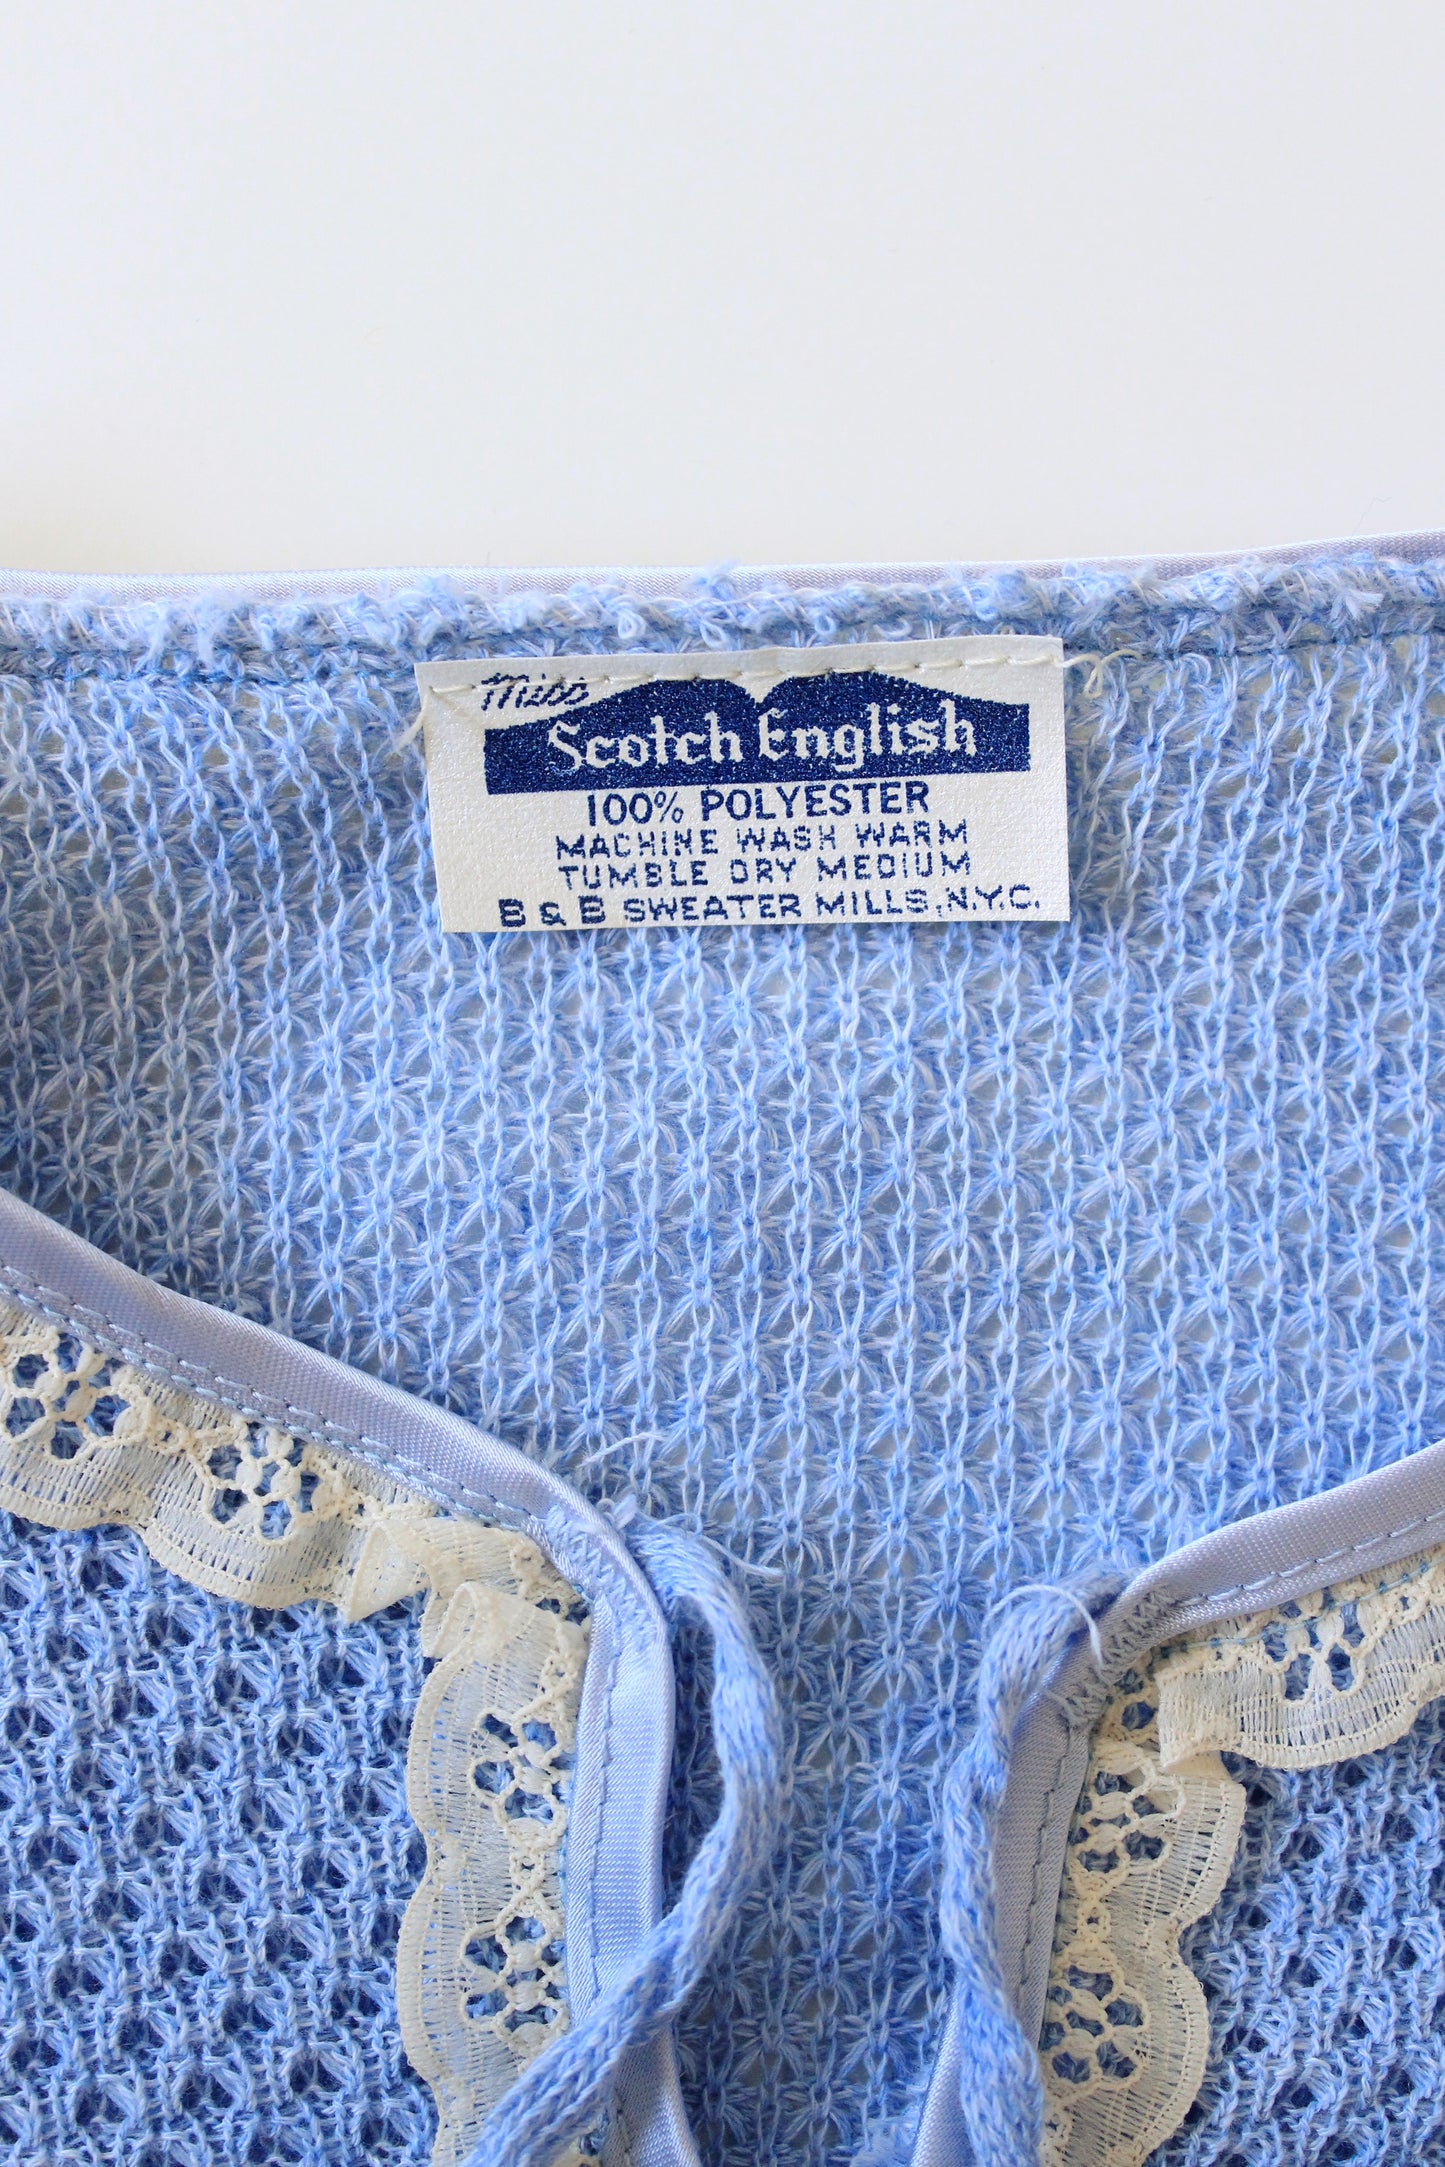 Miss
Scotch English
100% POLYESTER
MACHINE WASH WARM
TUMBLE DRY MEDIUM
B & B SWEATER MILLS, N.Y.C.